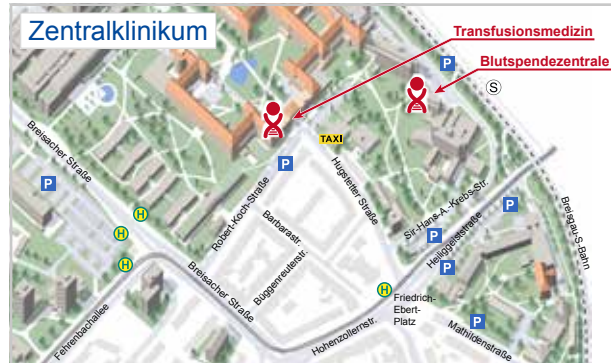 Zentralklinikum
Transfusionsmedizin
Blutspendezentrale
P
S
TAXI
P
Breisacher Straße
P
H
H
H
Robert-Koch-Straße
Barbarastr.
Büggenreuterstr.
Hugstetter Straße
Sir-Hans-A.-Krebs-Str.
Heiliggeiststraße
P
P
P
Breisgau-S-Bahn
Breisacher Straße
H
Friedrich-
Ebert-
Platz
Hohenzollernstr.
Fehrenbachallee
P
Mathildenstraße